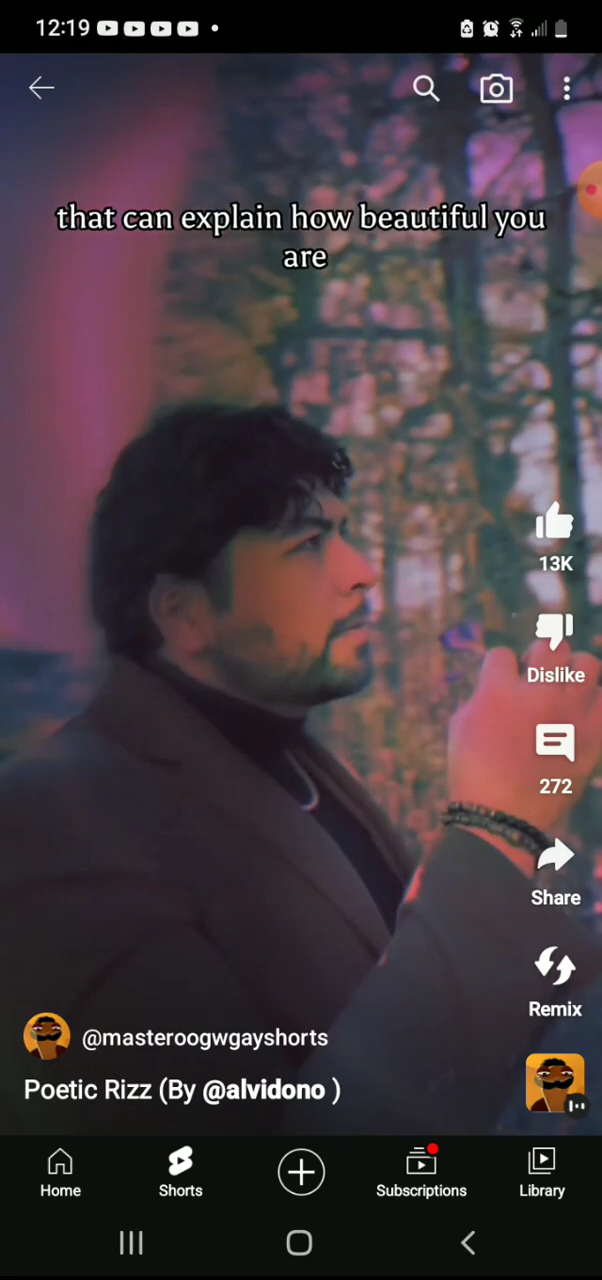 12:19
that can explain how beautiful you
are
13K
Dislike
272
Share
Remix
@masteroogwgayshorts
Poetic Rizz (By @alvidono )
Home
Shorts
Subscriptions
Library